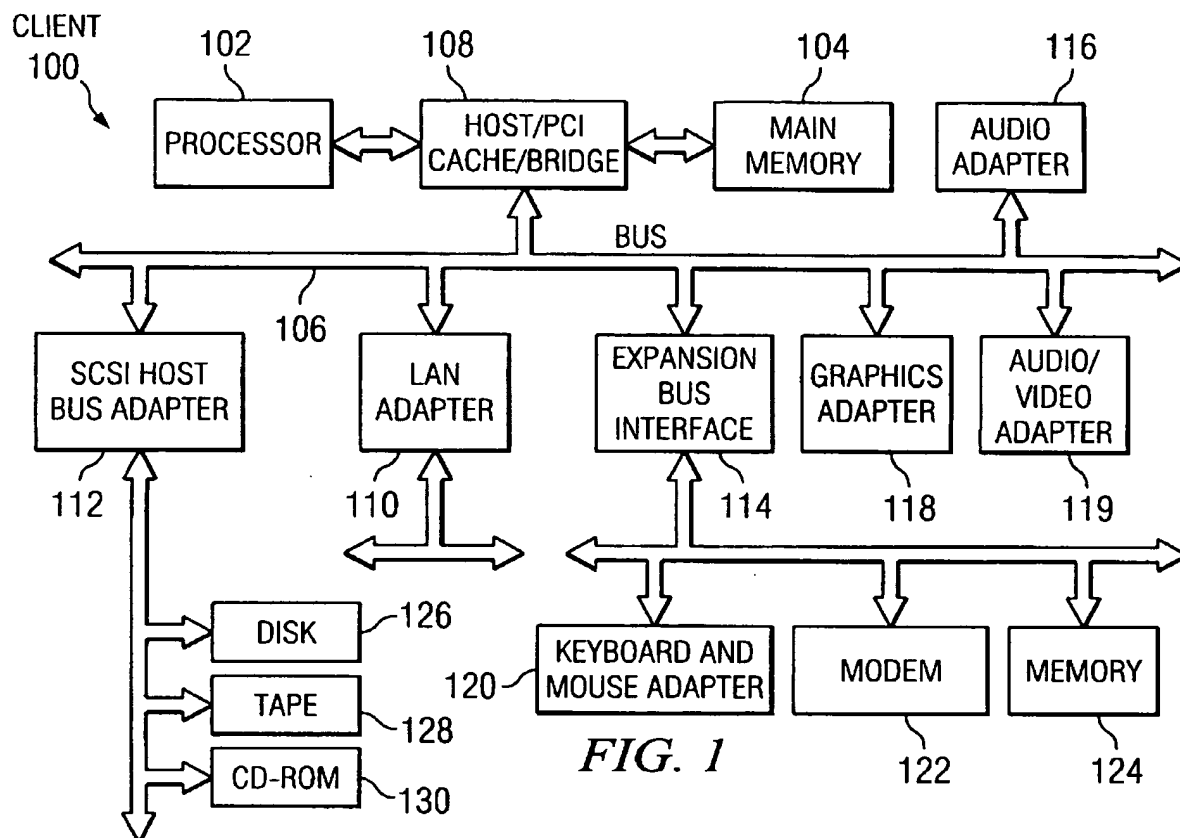 CLIENT
100
102
108
104
116
PROCESSOR
HOST/PCI
CACHE/BRIDGE
MAIN
MEMORY
AUDIO
ADAPTER
BUS
106
SCSI HOST
BUS ADAPTER
LAN
ADAPTER
EXPANSION
BUS
INTERFACE
GRAPHICS
ADAPTER
AUDIO/
VIDEO
ADAPTER
112
110
114
118
119
DISK
126
TAPE
128
CD-ROM
130
120
KEYBOARD AND
MOUSE ADAPTER
MODEM
MEMORY
122
124
FIG. 1